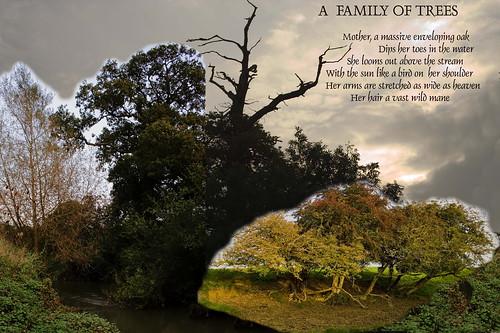 A FAMILY OF TREES
Mother, a massive enveloping oak
Dips her toes in the water
She looms out above the stream
With the sun like a bird on her shoulder
Her arms are stretched as wide as heaven
Her hair a vast wild mane